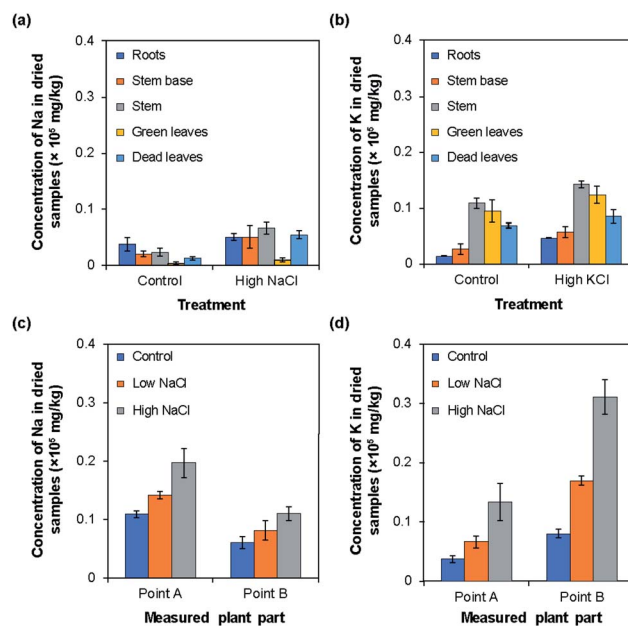 (a)
Concentration of Na in dried
samples (× 10⁵ mg/kg)
0.4
0.3
0.2
0.1
0
Roots
Stem base
Stem
Green leaves
Dead leaves
Control
High NaCl
Treatment
(b)
Concentration of K in dried
samples (× 10⁵ mg/kg)
0.4
0.3
0.2
0.1
0
Roots
Stem base
Stem
Green leaves
Dead leaves
Control
High KCl
Treatment
(c)
Concentration of Na in dried
samples (×10⁵ mg/kg)
0.4
0.3
0.2
0.1
0
Control
Low NaCl
High NaCl
Point A
Point B
Measured plant part
(d)
Concentration of K in dried
samples (×10⁵ mg/kg)
0.4
0.3
0.2
0.1
0
Control
Low NaCl
High NaCl
Point A
Point B
Measured plant part